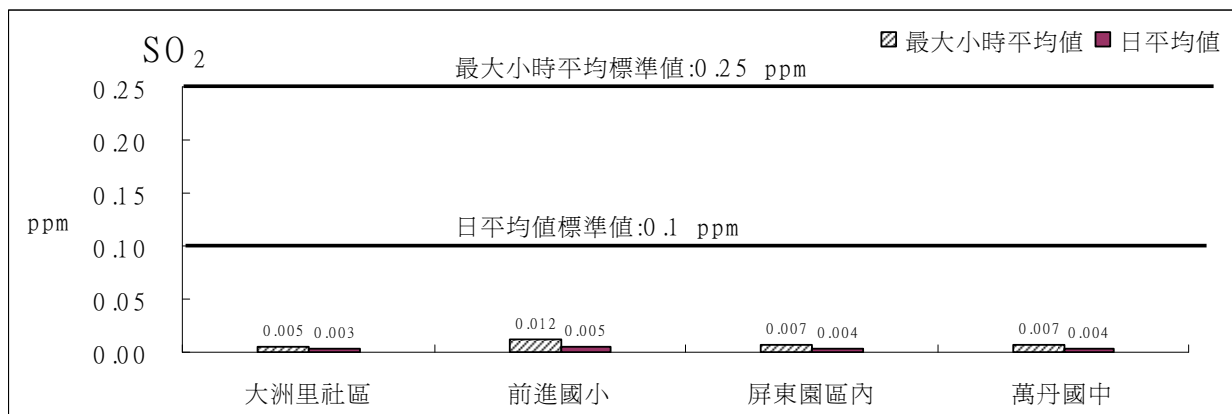 SO2
最大小時平均值 日平均值
最大小時平均標準值:0.25 ppm
0.25
0.20
0.15
ppm
日平均值標準值:0.1 ppm
0.10
0.05
0.00
0.005 0.003 0.012 0.005 0.007 0.004 0.007 0.004
大洲里社區 前進國小 屏東園區內 萬丹國中